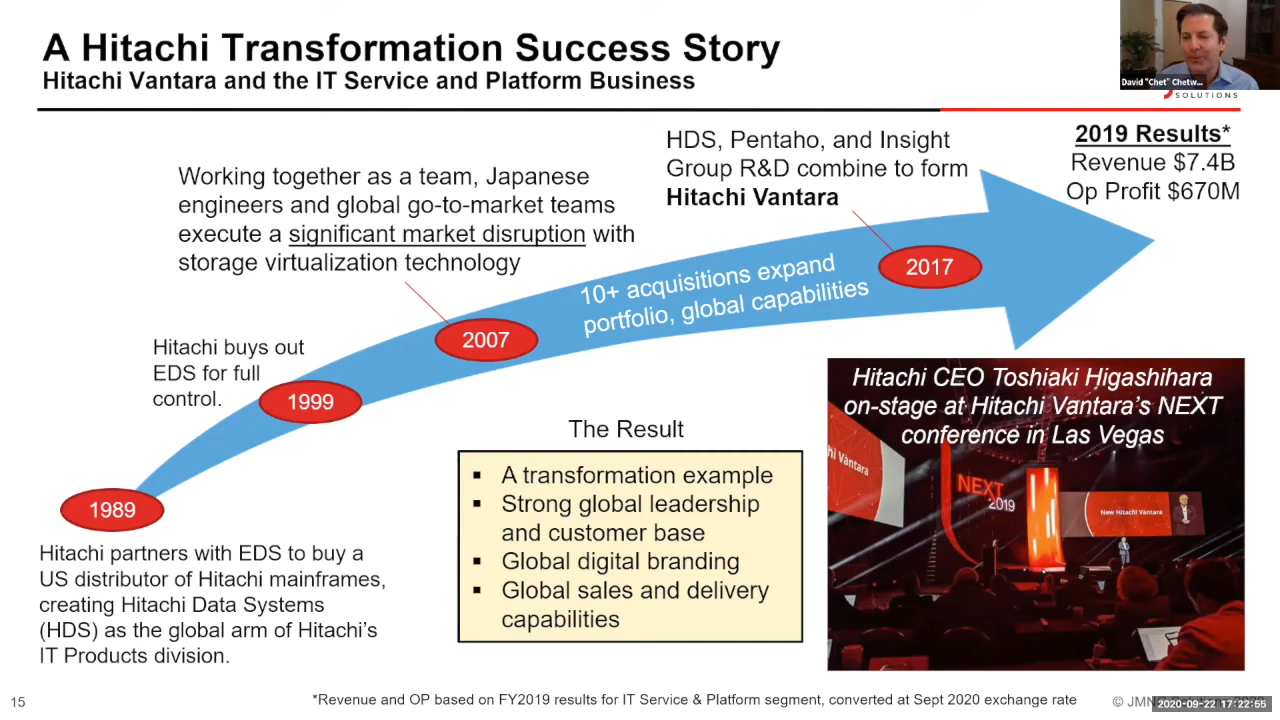 A Hitachi Transformation Success Story
Hitachi Vantara and the IT Service and Platform Business
David "Chet" Chetw...
SOLUTIONS
HDS, Pentaho, and Insight
Group R&D combine to form
Hitachi Vantara
2019 Results*
Revenue $7.4B
Op Profit $670M
Working together as a team, Japanese
engineers and global go-to-market teams
execute a significant market disruption with
storage virtualization technology
10+ acquisitions expand
portfolio, global capabilities
2017
2007
Hitachi buys out
EDS for full
control.
1999
1989
Hitachi partners with EDS to buy a
US distributor of Hitachi mainframes,
creating Hitachi Data Systems
(HDS) as the global arm of Hitachi's
IT Products division.
The Result
▪ A transformation example
▪ Strong global leadership
and customer base
▪ Global digital branding
▪ Global sales and delivery
capabilities
Hitachi CEO Toshiaki Higashihara
on-stage at Hitachi Vantara's NEXT
conference in Las Vegas
hi Vantara
NEXT
2019
New Hitachi Vantara
15
*Revenue and OP based on FY2019 results for IT Service & Platform segment, converted at Sept 2020 exchange rate
©
2020-09-22 17:22:55